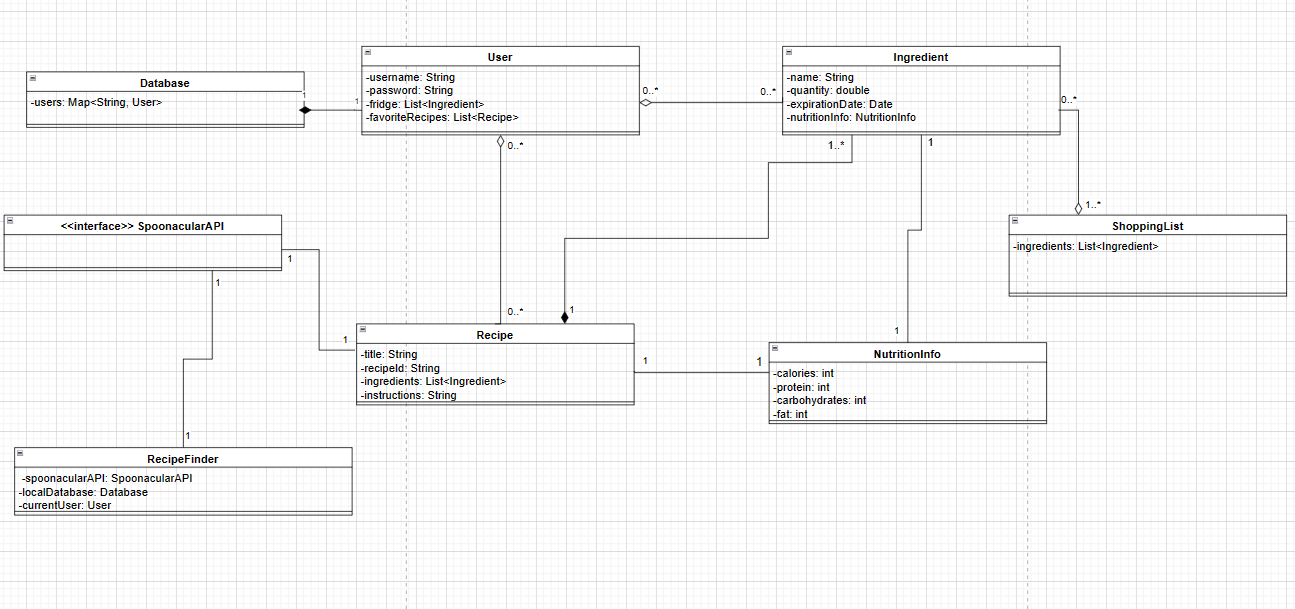 Database
-users: Map<String, User>
1
1
User
-username: String
-password: String
-fridge: List<Ingredient>
-favoriteRecipes: List<Recipe>
0..*
0..*
0..*
Ingredient
-name: String
-quantity: double
-expirationDate: Date
-nutritionInfo: NutritionInfo
0..*
1..*
1
1..*
ShoppingList
-ingredients: List<Ingredient>
<<interface>> SpoonacularAPI
1
1
0..*
1
1
Recipe
-title: String
-recipeId: String
-ingredients: List<Ingredient>
-instructions: String
1
1
1
NutritionInfo
-calories: int
-protein: int
-carbohydrates: int
-fat: int
1
RecipeFinder
-spoonacularAPI: SpoonacularAPI
-localDatabase: Database
-currentUser: User